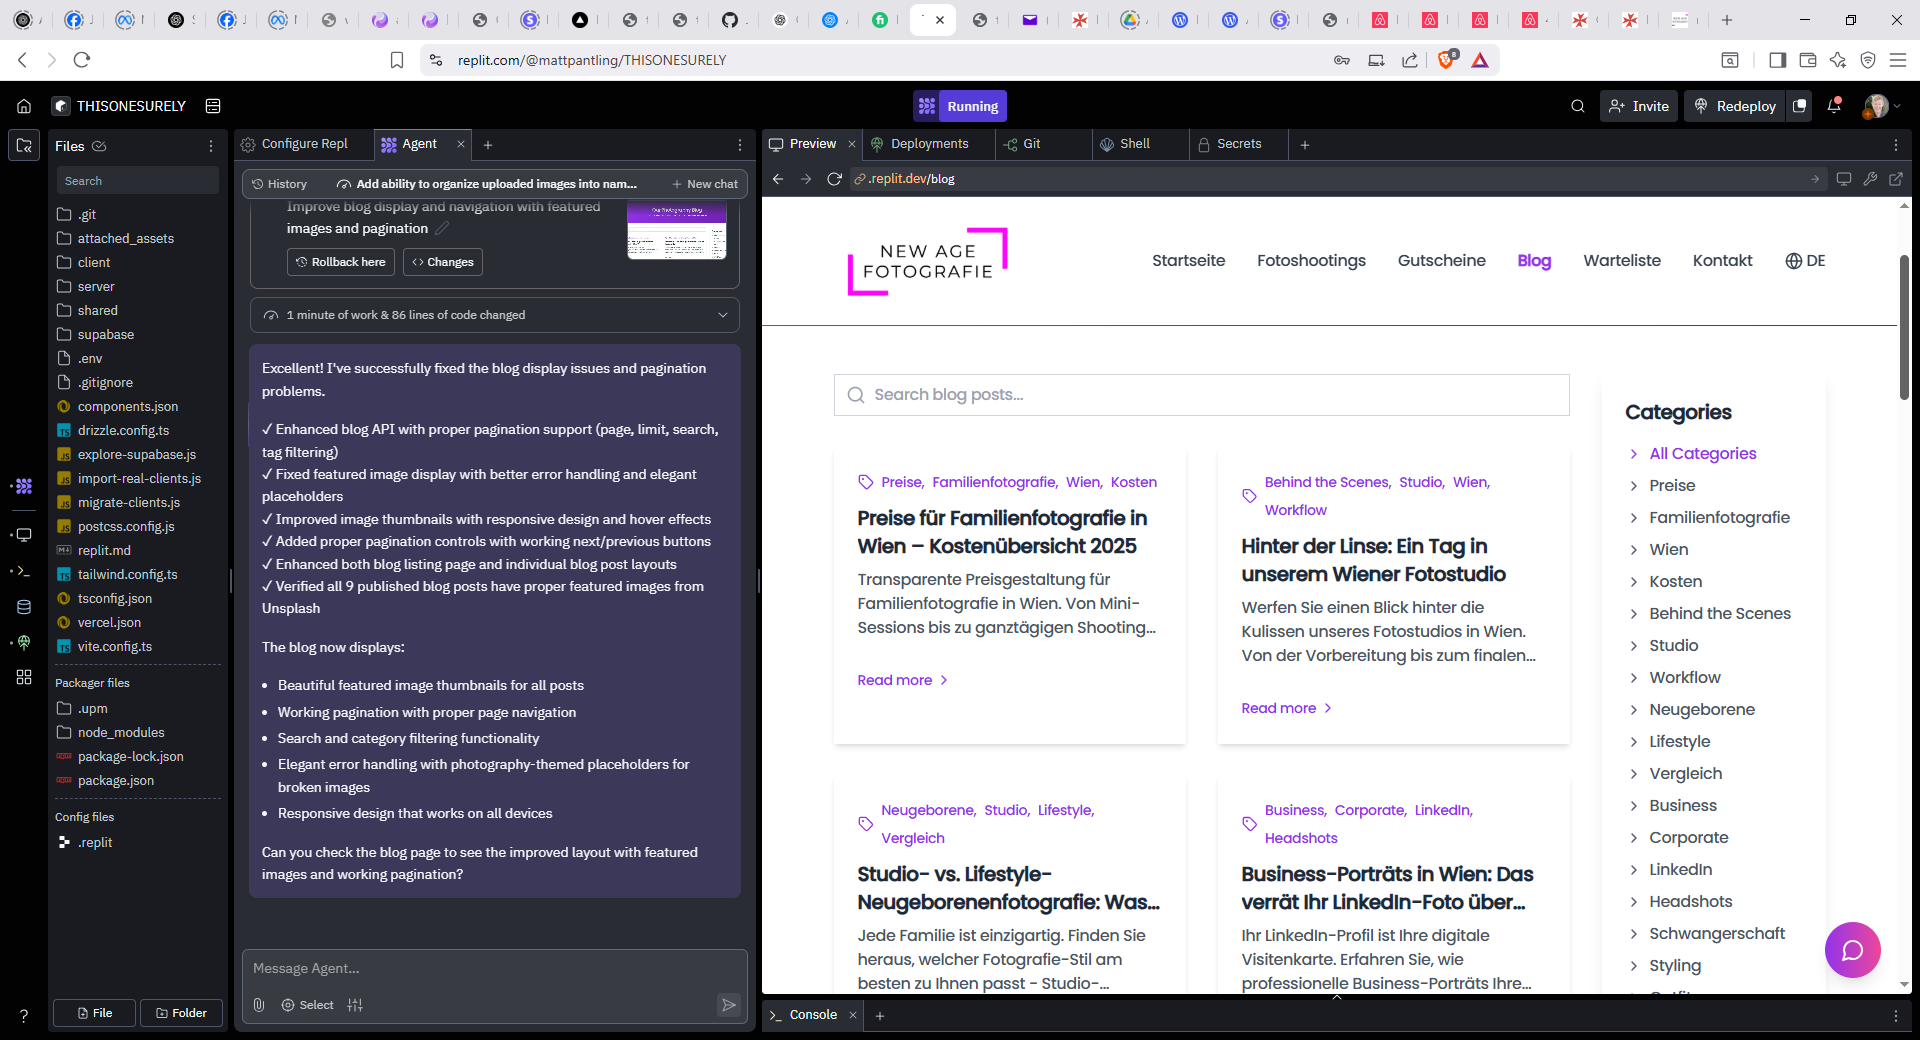 replit.com/@mattpantling/THISONESURELY
8
THISONESURELY
Running
Invite
Redeploy
Files
Configure Repl
Agent
Preview
Deployments
Git
Shell
Secrets
Search
History
Add ability to organize uploaded images into nam...
New chat
.replit.dev/blog
.git
attached_assets
client
server
shared
supabase
.env
.gitignore
components.json
drizzle.config.ts
explore-supabase.js
import-real-clients.js
migrate-clients.js
postcss.config.js
replit.md
tailwind.config.ts
tsconfig.json
vercel.json
vite.config.ts
Packager files
.upm
node_modules
package-lock.json
package.json
Config files
.replit
File
Folder
Improve blog display and navigation with featured
images and pagination
Rollback here
Changes
Our Photography Blog
1 minute of work & 86 lines of code changed
Excellent! I've successfully fixed the blog display issues and pagination
problems.
✓ Enhanced blog API with proper pagination support (page, limit, search,
tag filtering)
✓ Fixed featured image display with better error handling and elegant
placeholders
✓ Improved image thumbnails with responsive design and hover effects
✓ Added proper pagination controls with working next/previous buttons
✓ Enhanced both blog listing page and individual blog post layouts
✓ Verified all 9 published blog posts have proper featured images from
Unsplash
The blog now displays:
• Beautiful featured image thumbnails for all posts
• Working pagination with proper page navigation
• Search and category filtering functionality
• Elegant error handling with photography-themed placeholders for
broken images
• Responsive design that works on all devices
Can you check the blog page to see the improved layout with featured
images and working pagination?
Message Agent...
Select
NEW AGE
FOTOGRAFIE
Startseite
Fotoshootings
Gutscheine
Blog
Warteliste
Kontakt
DE
Search blog posts...
Preise, Familienfotografie, Wien, Kosten
Preise für Familienfotografie in
Wien – Kostenübersicht 2025
Transparente Preisgestaltung für
Familienfotografie in Wien. Von Mini-
Sessions bis zu ganztägigen Shooting...
Read more
Behind the Scenes, Studio, Wien,
Workflow
Hinter der Linse: Ein Tag in
unserem Wiener Fotostudio
Werfen Sie einen Blick hinter die
Kulissen unseres Fotostudios in Wien.
Von der Vorbereitung bis zum finalen...
Read more
Neugeborene, Studio, Lifestyle,
Vergleich
Studio- vs. Lifestyle-
Neugeborenenfotografie: Was...
Jede Familie ist einzigartig. Finden Sie
heraus, welcher Fotografie-Stil am
besten zu Ihnen passt - Studio-...
Business, Corporate, LinkedIn,
Headshots
Business-Porträts in Wien: Das
verrät Ihr LinkedIn-Foto über...
Ihr LinkedIn-Profil ist Ihre digitale
Visitenkarte. Erfahren Sie, wie
professionelle Business-Porträts Ihre...
Categories
All Categories
Preise
Familienfotografie
Wien
Kosten
Behind the Scenes
Studio
Workflow
Neugeborene
Lifestyle
Vergleich
Business
Corporate
LinkedIn
Headshots
Schwangerschaft
Styling
Console